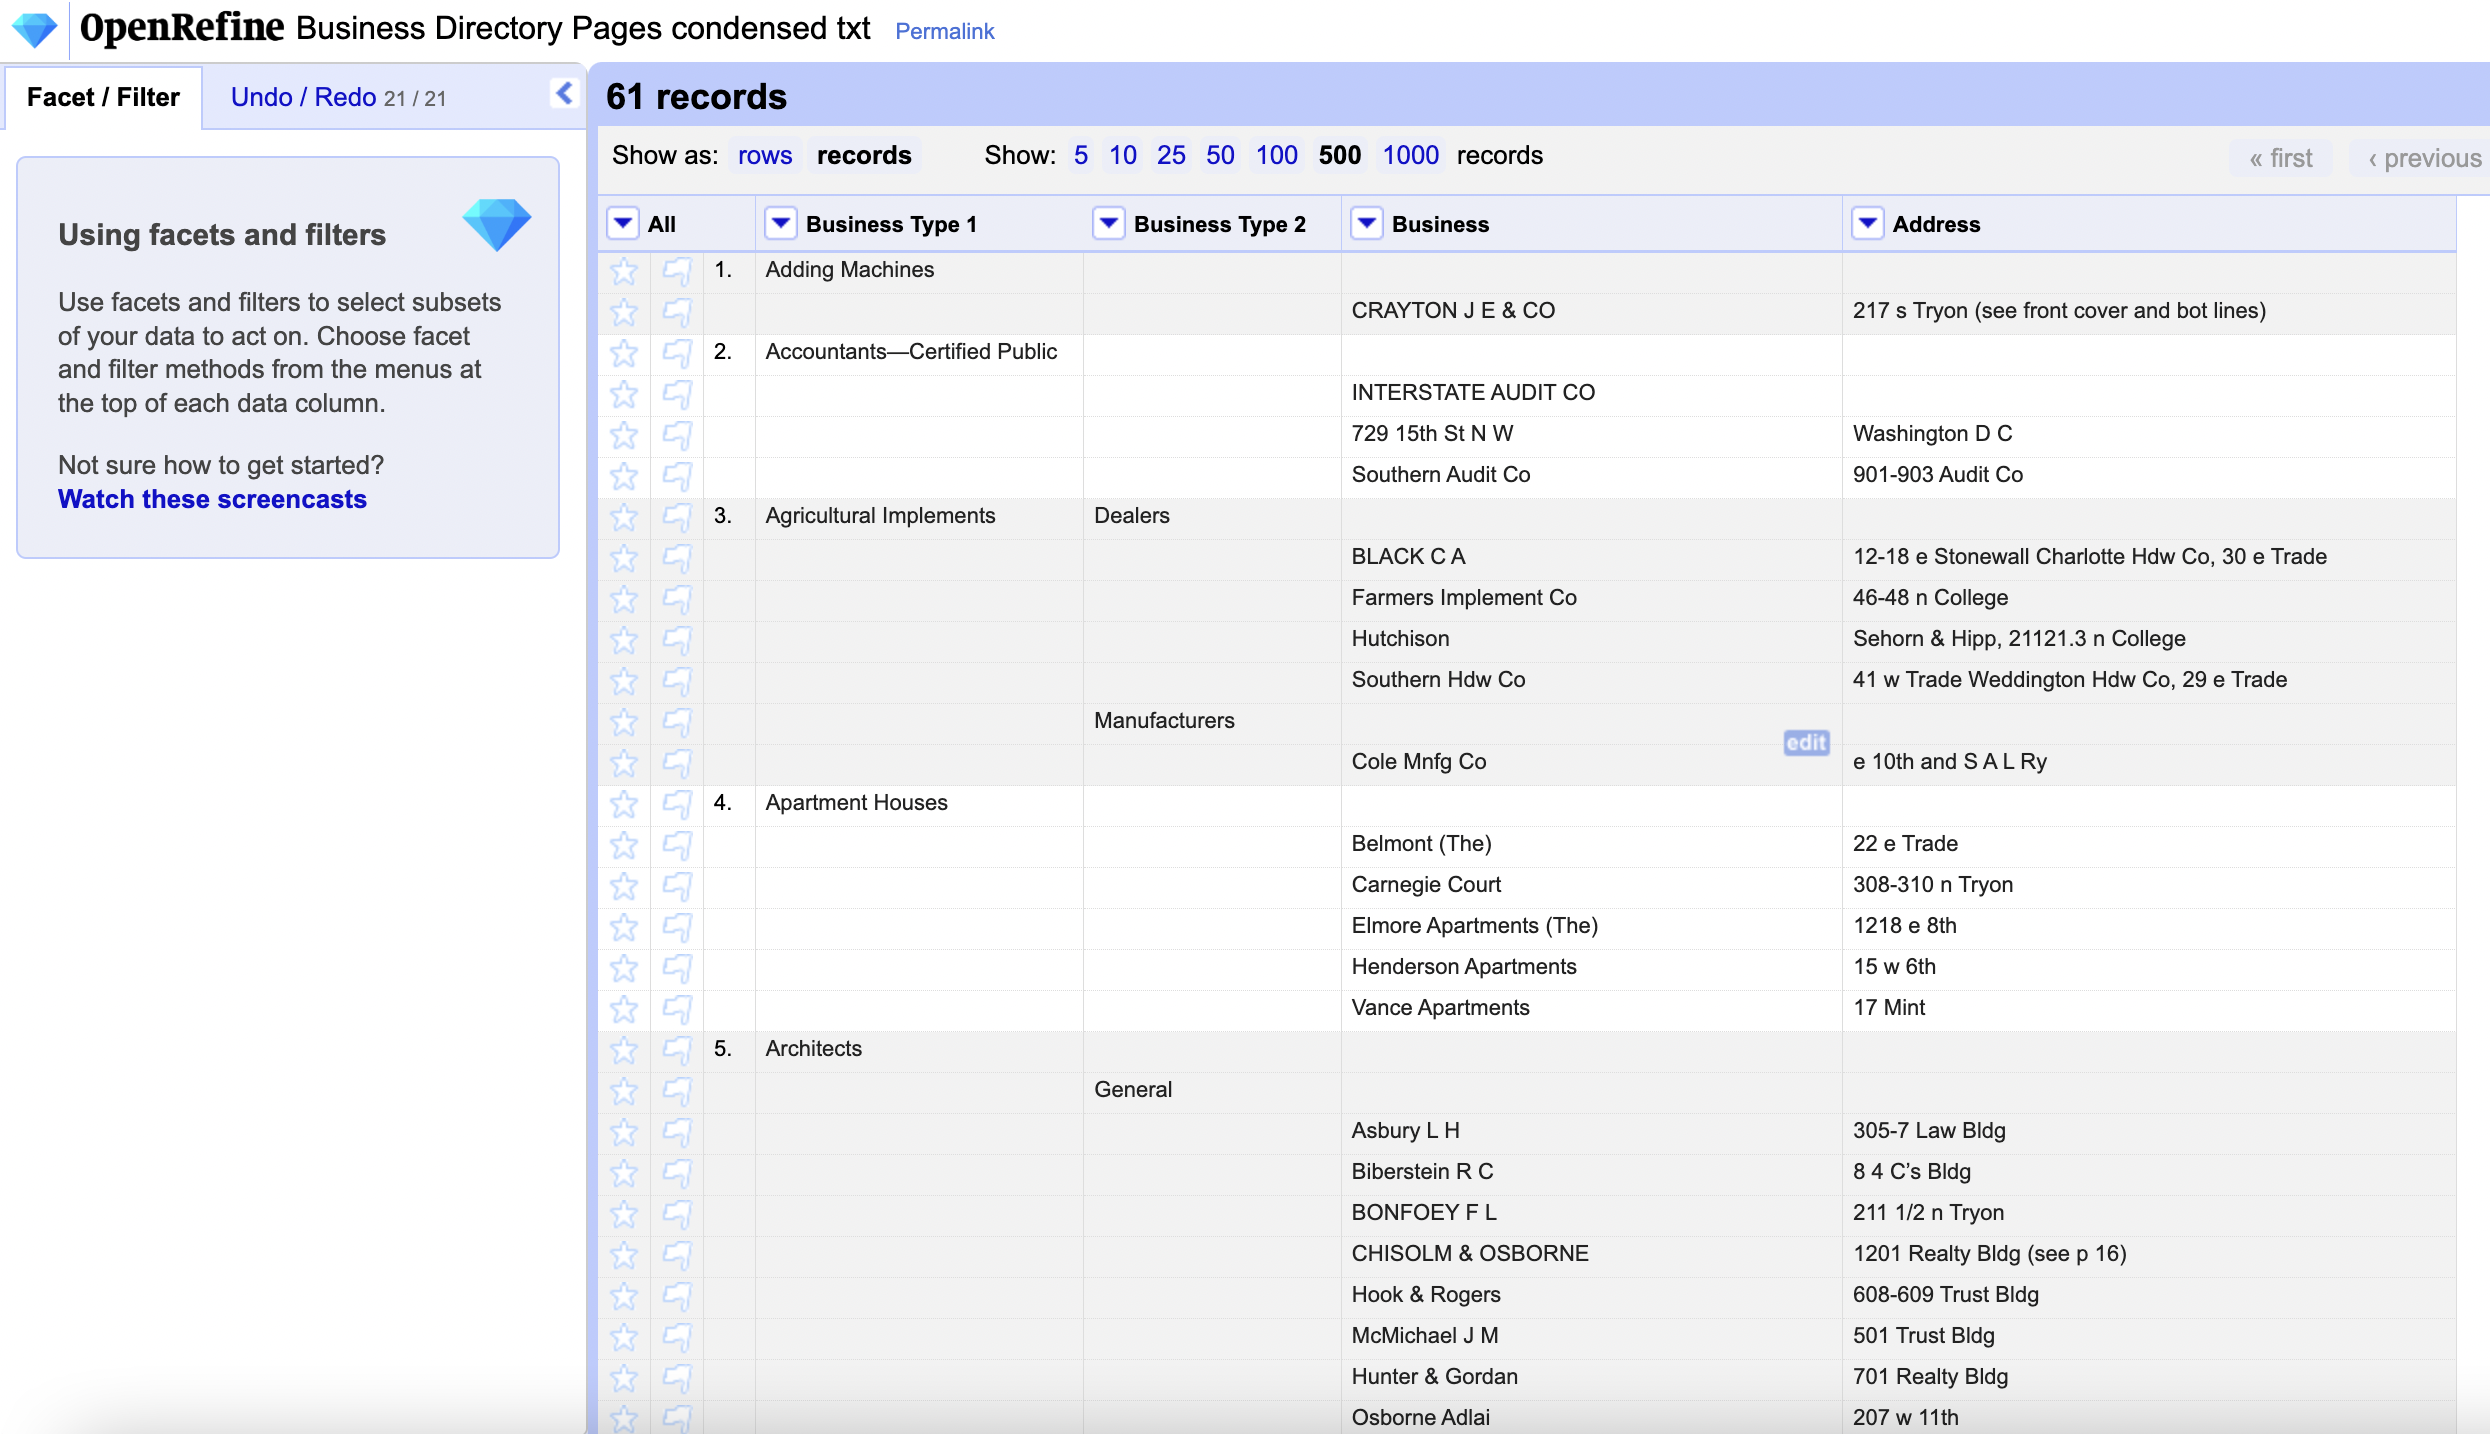 OpenRefine Business Directory Pages condensed txt Permalink
Facet / Filter Undo / Redo 21 / 21
61 records
Show as: rows records Show: 5 10 25 50 100 500 1000 records « first ‹ previous
Using facets and filters
Use facets and filters to select subsets
of your data to act on. Choose facet
and filter methods from the menus at
the top of each data column.
Not sure how to get started?
Watch these screencasts
All Business Type 1 Business Type 2 Business Address
1. Adding Machines
CRAYTON J E & CO 217 s Tryon (see front cover and bot lines)
2. Accountants—Certified Public
INTERSTATE AUDIT CO
729 15th St N W Washington D C
Southern Audit Co 901-903 Audit Co
3. Agricultural Implements Dealers
BLACK C A 12-18 e Stonewall Charlotte Hdw Co, 30 e Trade
Farmers Implement Co 46-48 n College
Hutchison Sehorn & Hipp, 21121.3 n College
Southern Hdw Co 41 w Trade Weddington Hdw Co, 29 e Trade
Manufacturers
edit
Cole Mnfg Co e 10th and S A L Ry
4. Apartment Houses
Belmont (The) 22 e Trade
Carnegie Court 308-310 n Tryon
Elmore Apartments (The) 1218 e 8th
Henderson Apartments 15 w 6th
Vance Apartments 17 Mint
5. Architects
General
Asbury L H 305-7 Law Bldg
Biberstein R C 8 4 C’s Bldg
BONFOEY F L 211 1/2 n Tryon
CHISOLM & OSBORNE 1201 Realty Bldg (see p 16)
Hook & Rogers 608-609 Trust Bldg
McMichael J M 501 Trust Bldg
Hunter & Gordan 701 Realty Bldg
Osborne Adlai 207 w 11th